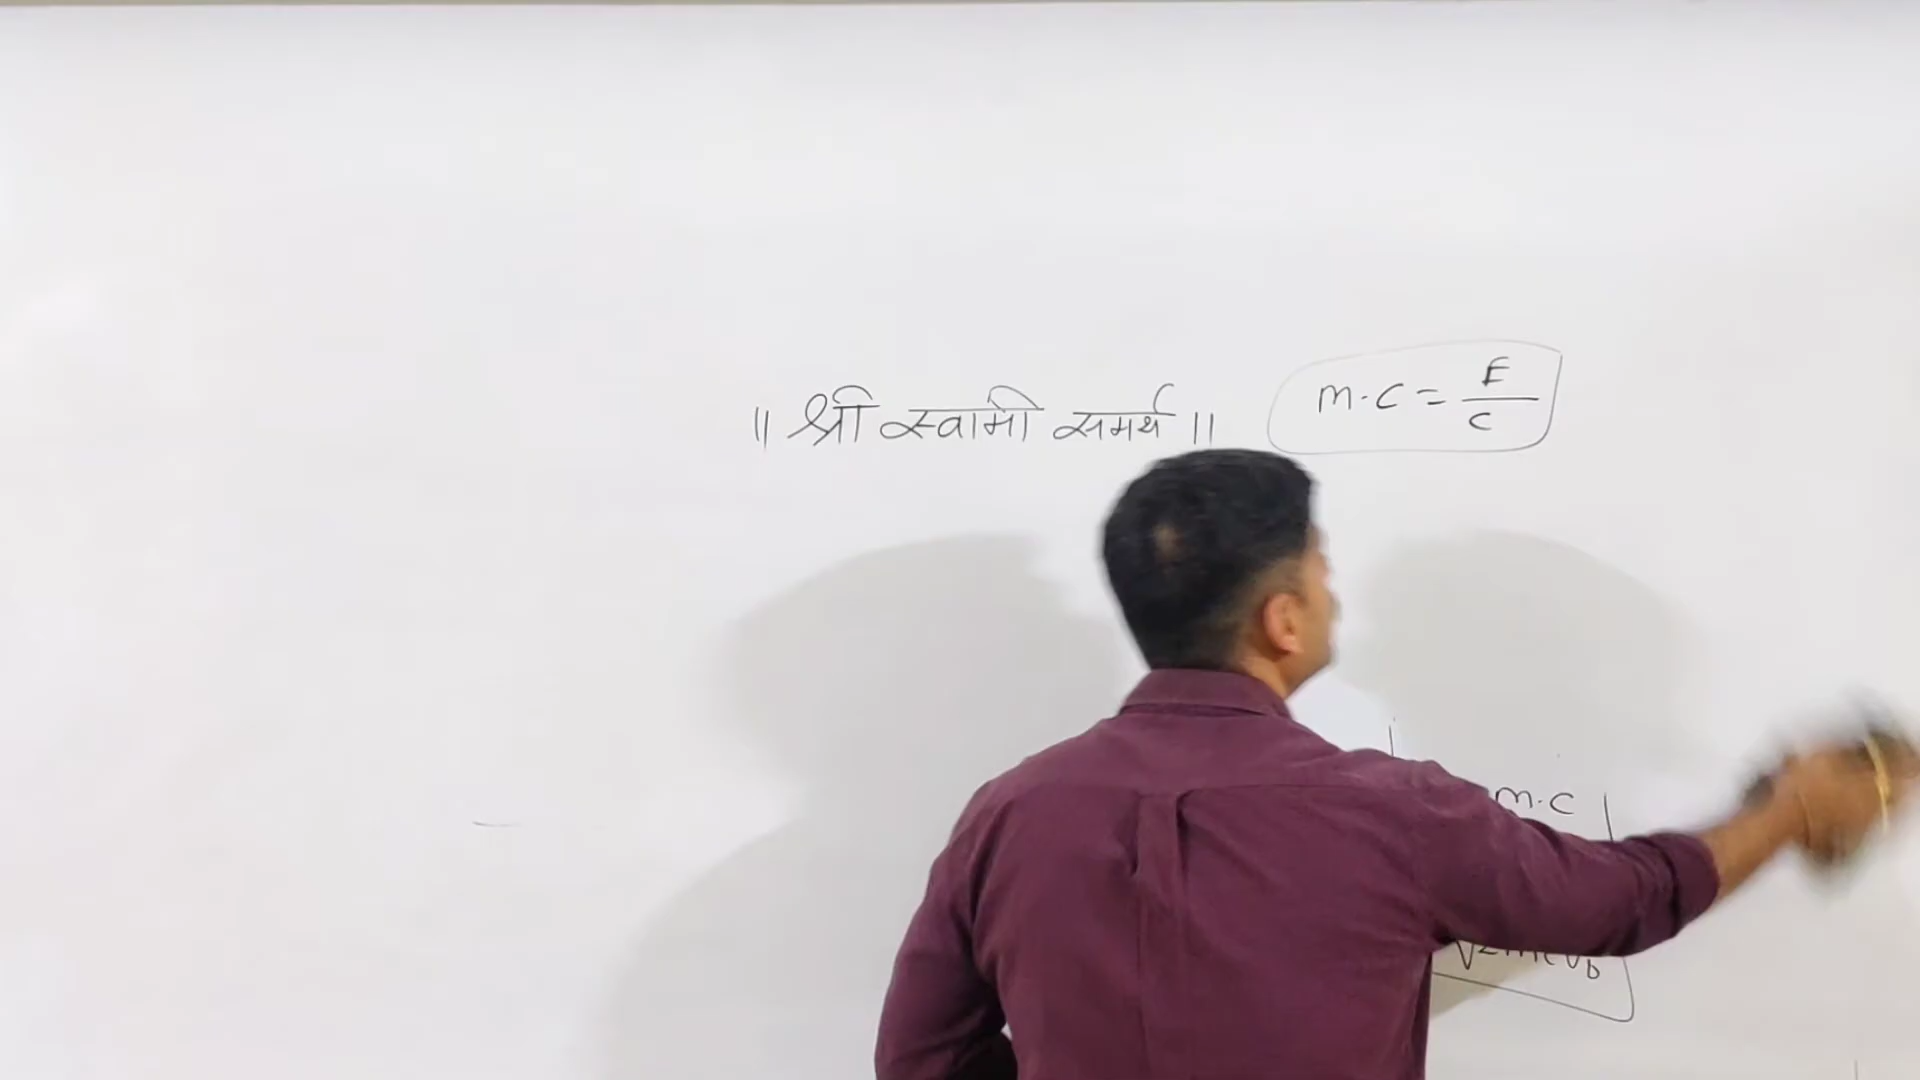 ॥ श्री स्वामी समर्थ ॥
m·c = E/c
m·c